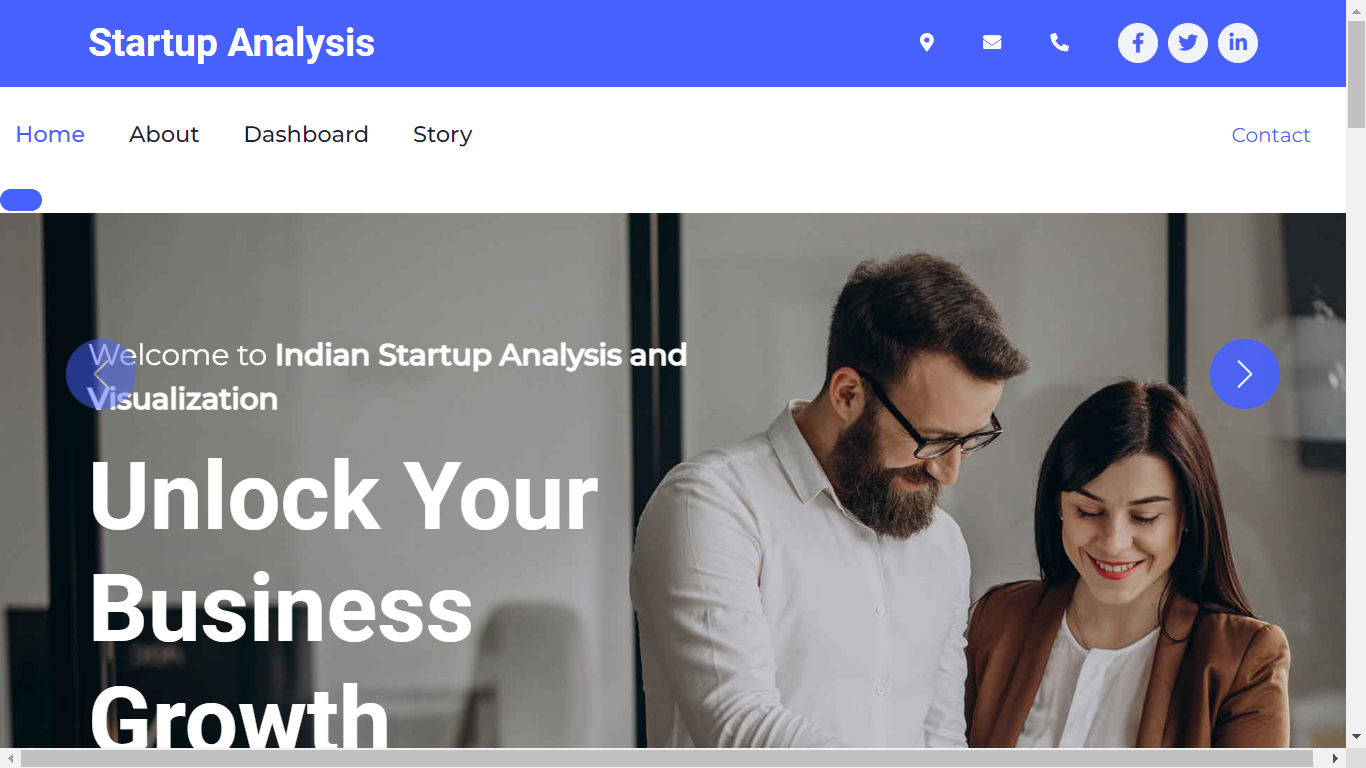 Startup Analysis
Home About Dashboard Story Contact
Welcome to Indian Startup Analysis and
Visualization
Unlock Your
Business
Growth